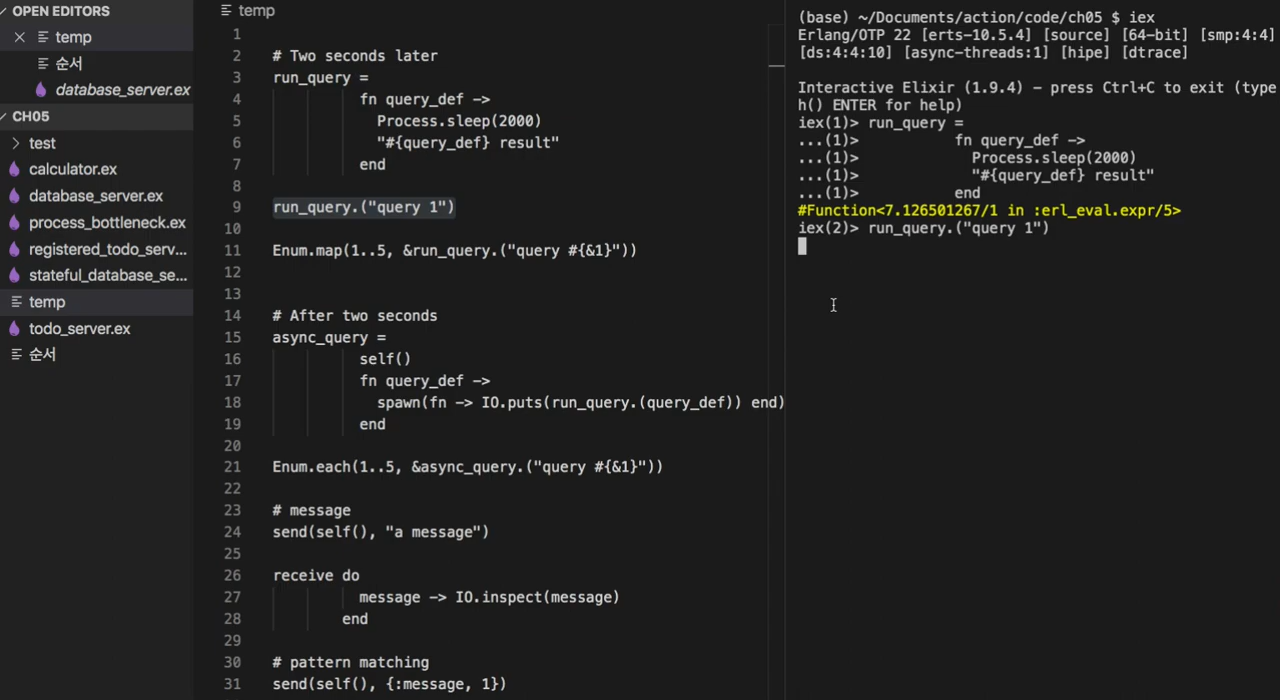 OPEN EDITORS
temp
순서
database_server.ex
CH05
test
calculator.ex
database_server.ex
process_bottleneck.ex
registered_todo_serv...
stateful_database_se...
temp
todo_server.ex
순서
temp
1
2 # Two seconds later
3 run_query =
4 fn query_def ->
5 Process.sleep(2000)
6 "#{query_def} result"
7 end
8
9 run_query.("query 1")
10
11 Enum.map(1..5, &run_query.("query #{&1}"))
12
13
14 # After two seconds
15 async_query =
16 self()
17 fn query_def ->
18 spawn(fn -> IO.puts(run_query.(query_def)) end)
19 end
20
21 Enum.each(1..5, &async_query.("query #{&1}"))
22
23 # message
24 send(self(), "a message")
25
26 receive do
27 message -> IO.inspect(message)
28 end
29
30 # pattern matching
31 send(self(), {:message, 1})
(base) ~/Documents/action/code/ch05 $ iex
Erlang/OTP 22 [erts-10.5.4] [source] [64-bit] [smp:4:4]
[ds:4:4:10] [async-threads:1] [hipe] [dtrace]
Interactive Elixir (1.9.4) - press Ctrl+C to exit (type
h() ENTER for help)
iex(1)> run_query =
...(1)> fn query_def ->
...(1)> Process.sleep(2000)
...(1)> "#{query_def} result"
...(1)> end
#Function<7.126501267/1 in :erl_eval.expr/5>
iex(2)> run_query.("query 1")